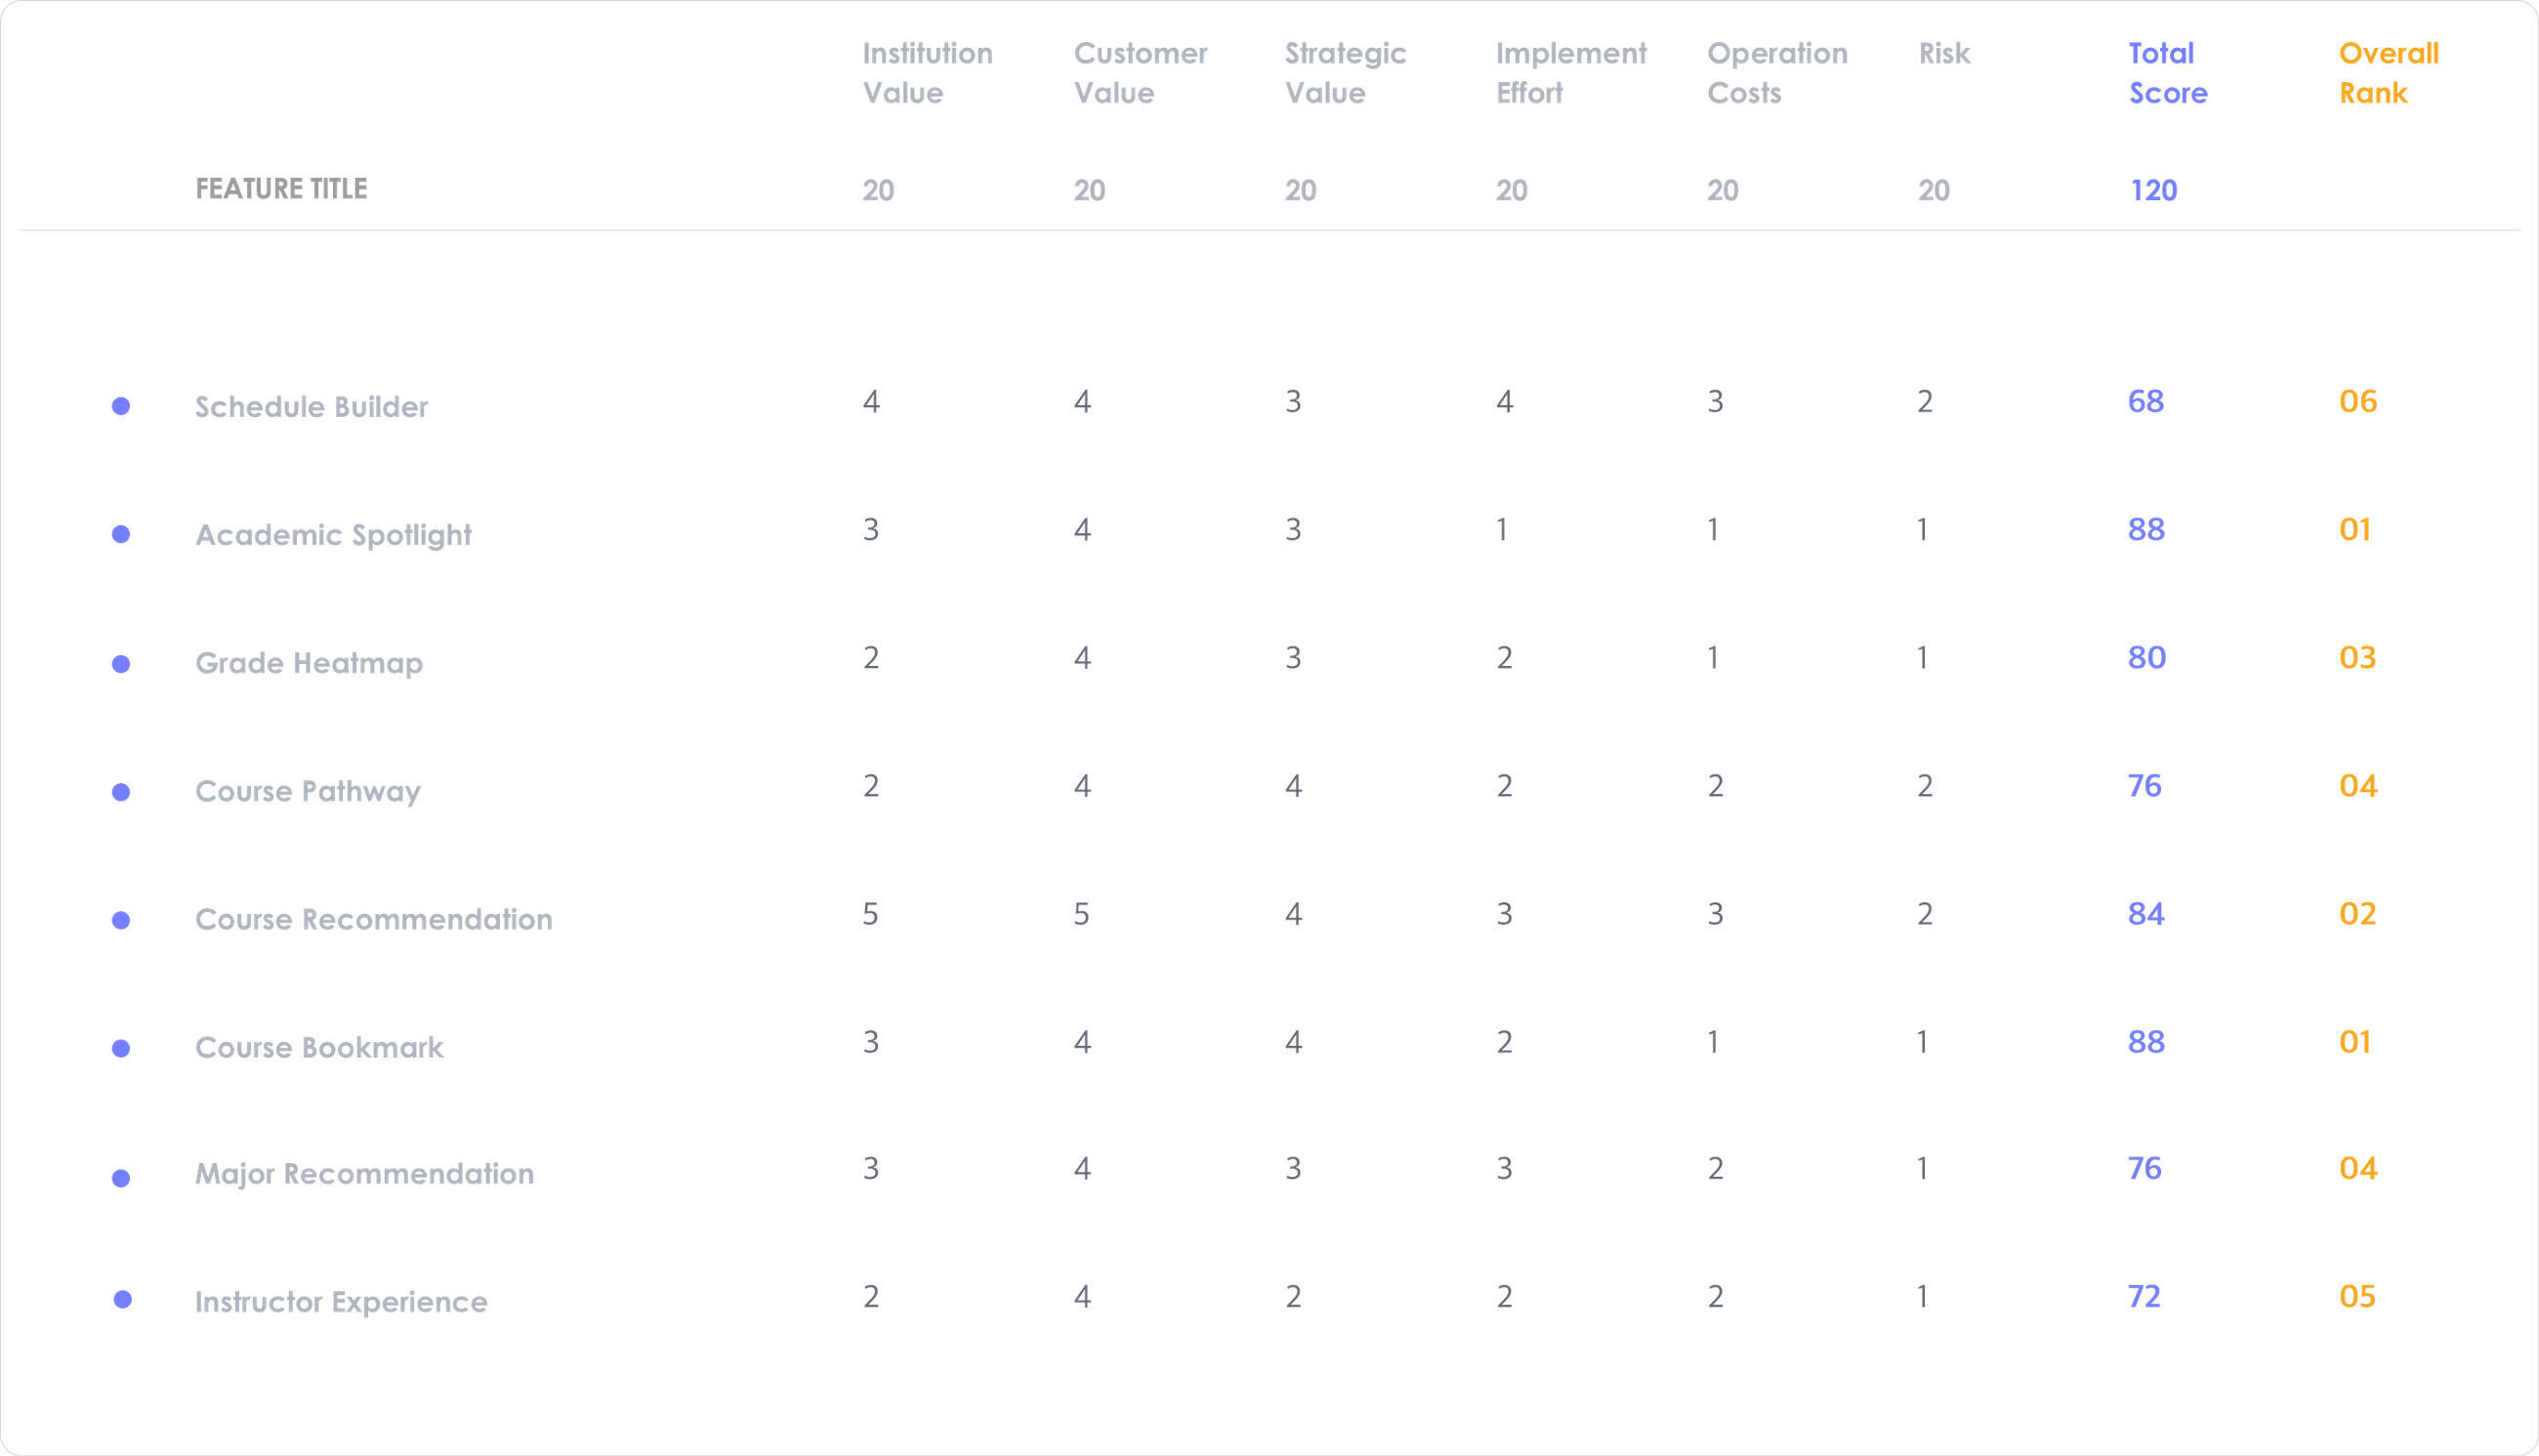 Institution Customer Strategic Implement Operation Risk Total Overall
Value Value Value Effort Costs Score Rank
FEATURE TITLE 20 20 20 20 20 20 120
Schedule Builder 4 4 3 4 3 2 68 06
Academic Spotlight 3 4 3 1 1 1 88 01
Grade Heatmap 2 4 3 2 1 1 80 03
Course Pathway 2 4 4 2 2 2 76 04
Course Recommendation 5 5 4 3 3 2 84 02
Course Bookmark 3 4 4 2 1 1 88 01
Major Recommendation 3 4 3 3 2 1 76 04
Instructor Experience 2 4 2 2 2 1 72 05